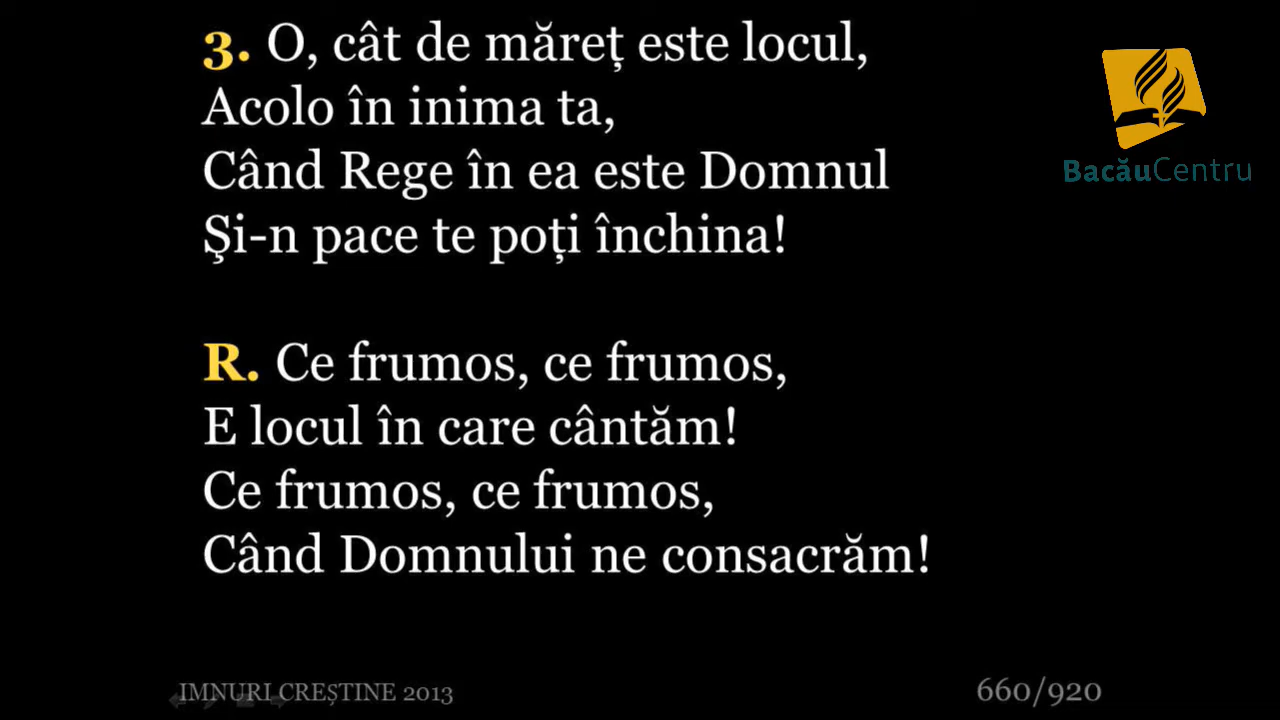 3. O, cât de măreț este locul,
Acolo în inima ta,
Când Rege în ea este Domnul
Şi-n pace te poți închina!
R. Ce frumos, ce frumos,
E locul în care cântăm!
Ce frumos, ce frumos,
Când Domnului ne consacrăm!
BacăuCentru
IMNURI CREȘTINE 2013
660/920